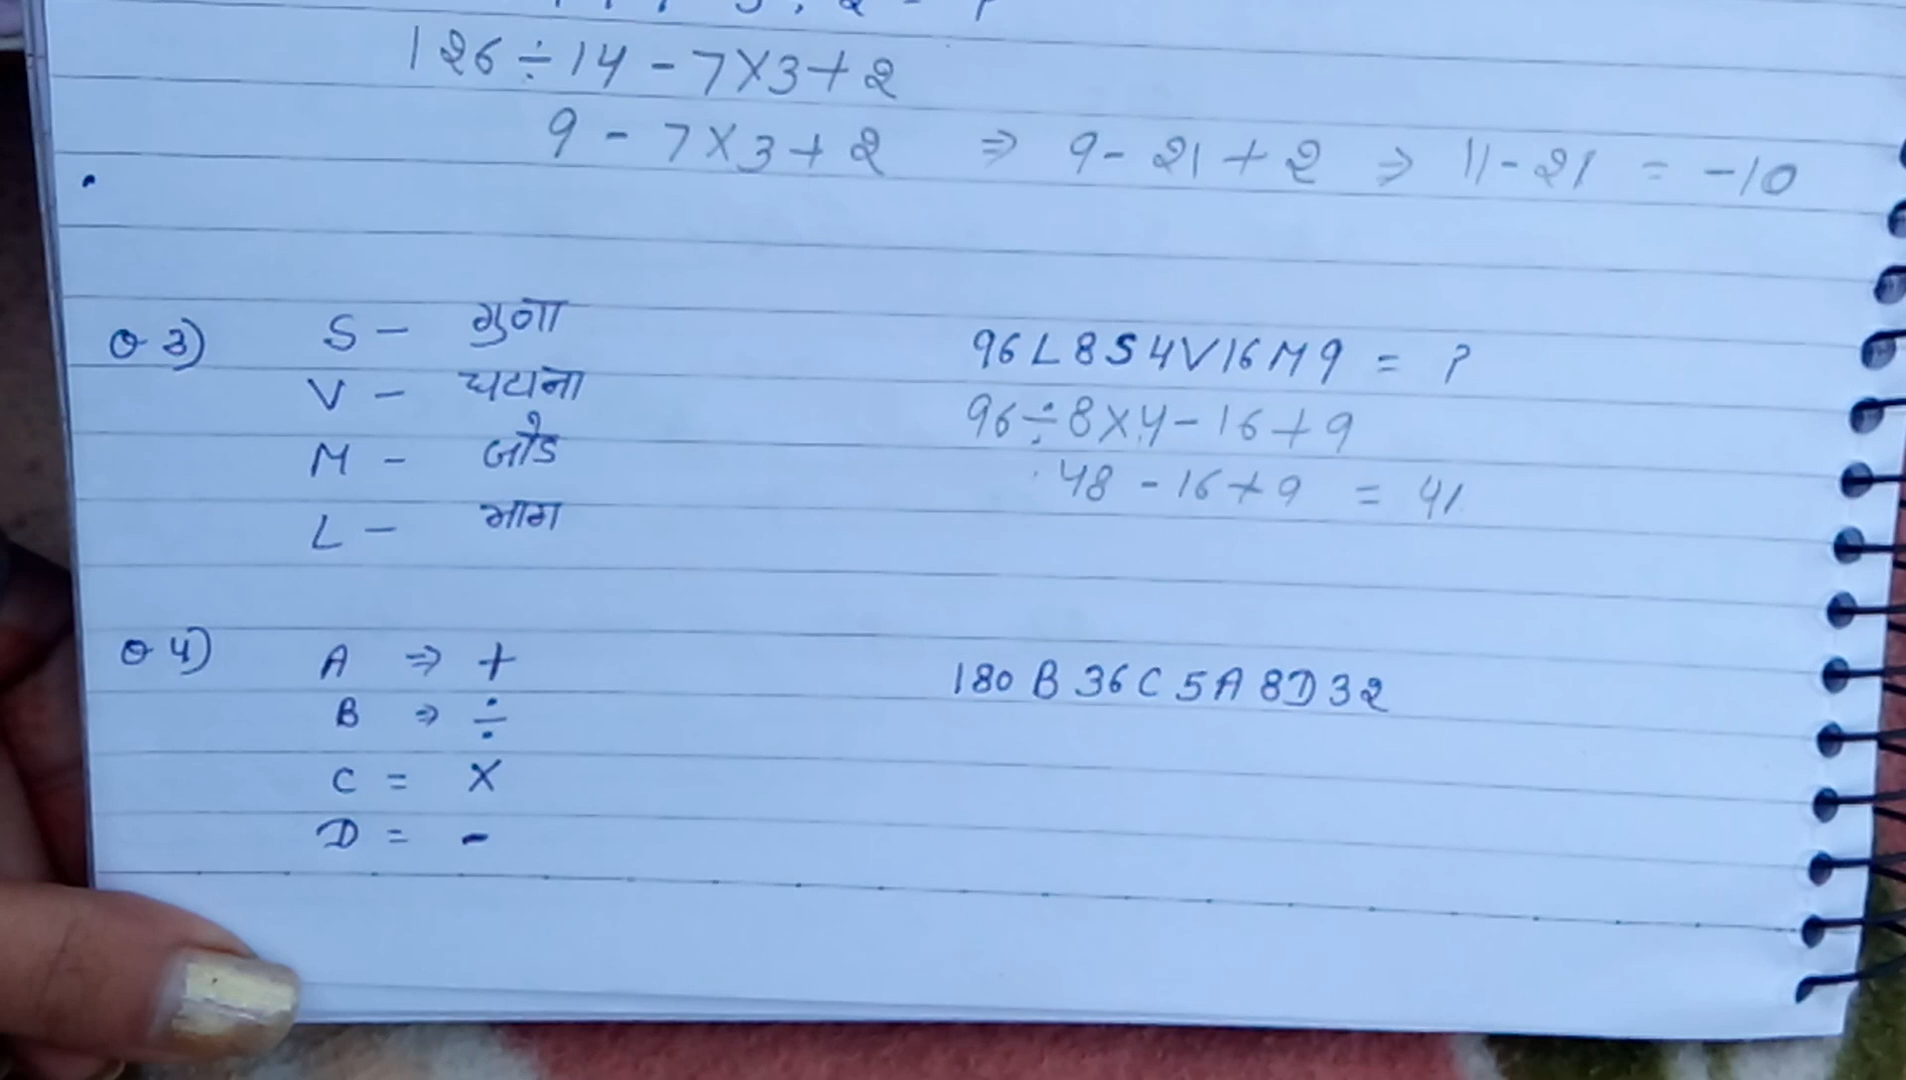 126 ÷ 14 - 7 X 3 + 2
9 - 7 X 3 + 2 ⇒ 9 - 21 + 2 ⇒ 11 - 21 = -10
Q 3) S - गुणा 96 L 8 S 4 V 16 M 9 = ?
V - घटाना 96 ÷ 8 X 4 - 16 + 9
M - जोड 48 - 16 + 9 = 41
L - भाग
Q 4) A ⇒ + 180 B 36 C 5 A 8 D 32
B ⇒ ÷
C = X
D = -